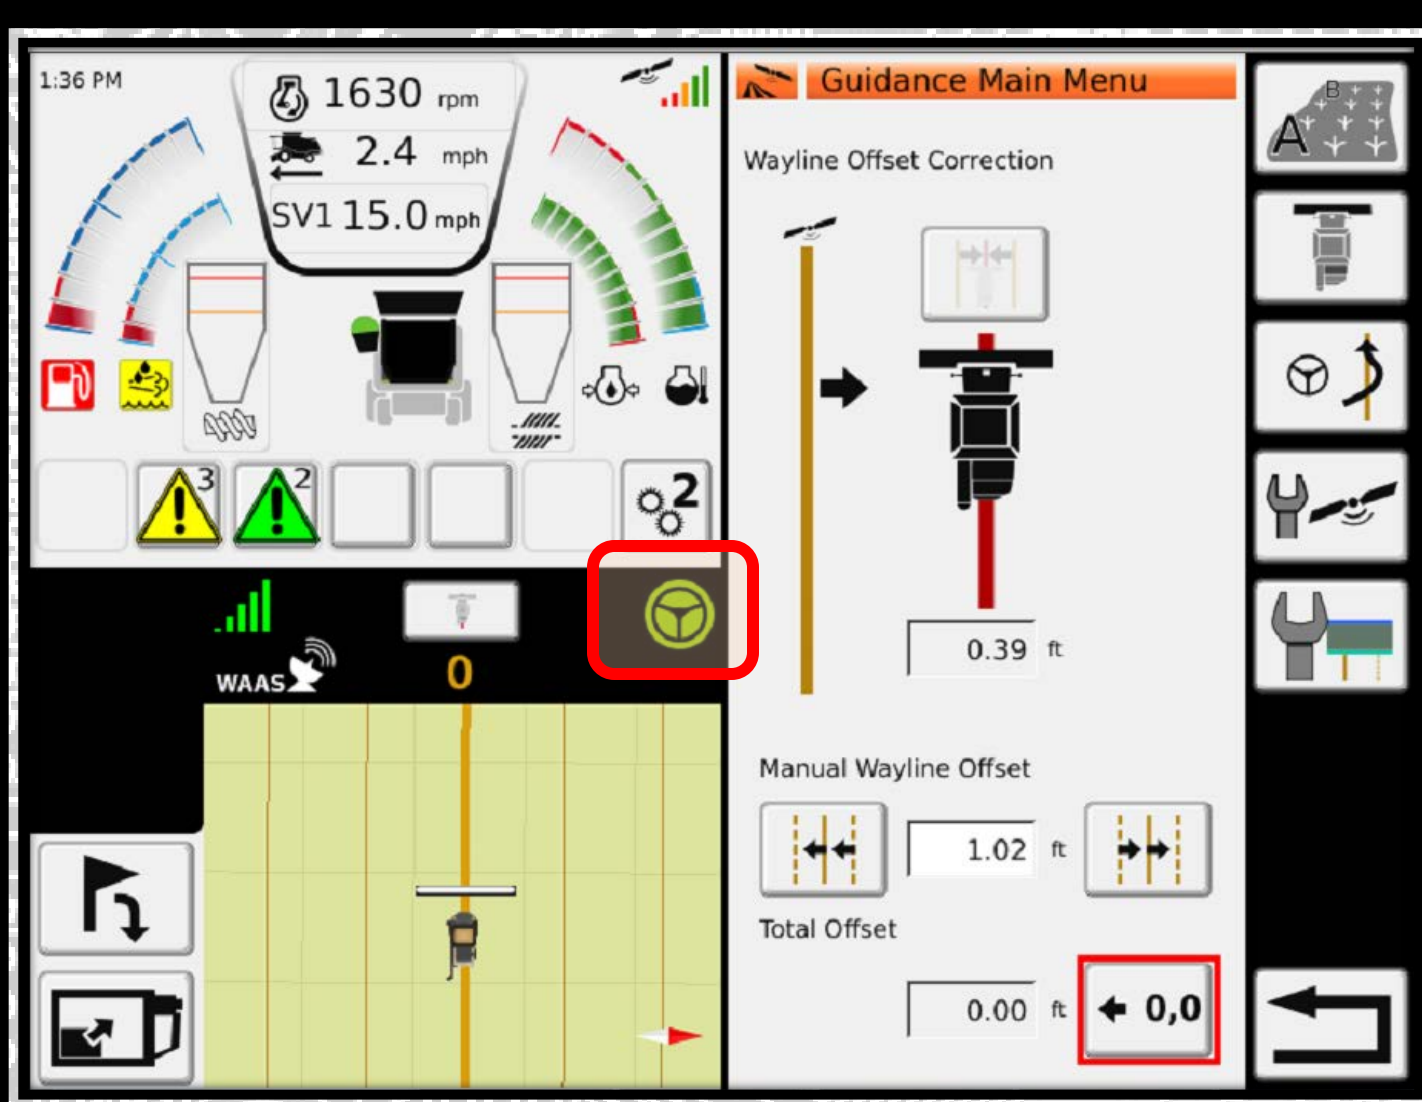 1:36 PM
1630 rpm
2.4 mph
SV1 15.0 mph
3
2
2
WAAS
0
Guidance Main Menu
Wayline Offset Correction
0.39 ft
Manual Wayline Offset
1.02 ft
Total Offset
0.00 ft
0,0
B
A